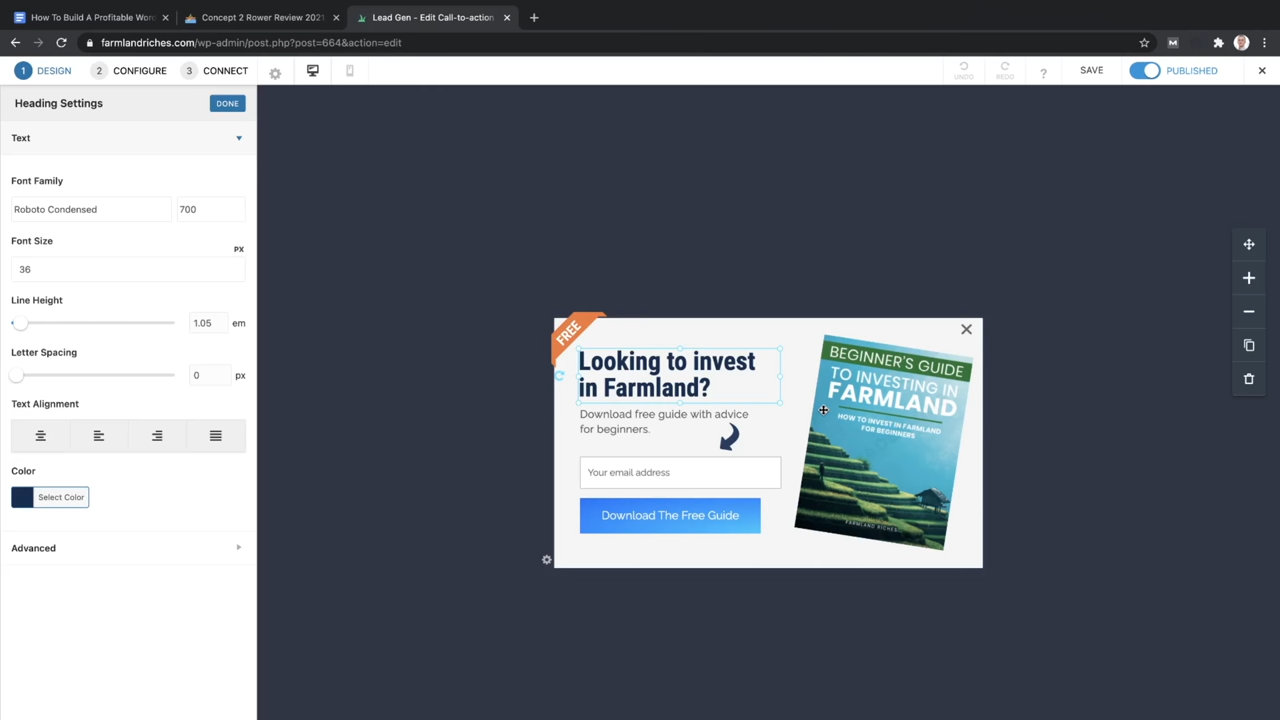 How To Build A Profitable Wor
Concept 2 Rower Review 2021
Lead Gen - Edit Call-to-action
farmlandriches.com/wp-admin/post.php?post=664&action=edit
M
1 DESIGN
2 CONFIGURE
3 CONNECT
UNDO
REDO
?
SAVE
PUBLISHED
Heading Settings
DONE
Text
Font Family
Roboto Condensed
700
Font Size
PX
36
Line Height
1.05
em
Letter Spacing
0
px
Text Alignment
Color
Select Color
Advanced
FREE
Looking to invest
in Farmland?
Download free guide with advice
for beginners.
Your email address
Download The Free Guide
BEGINNER'S GUIDE
TO INVESTING IN
FARMLAND
HOW TO INVEST IN FARMLAND
FOR BEGINNERS
FARMLAND RICHES